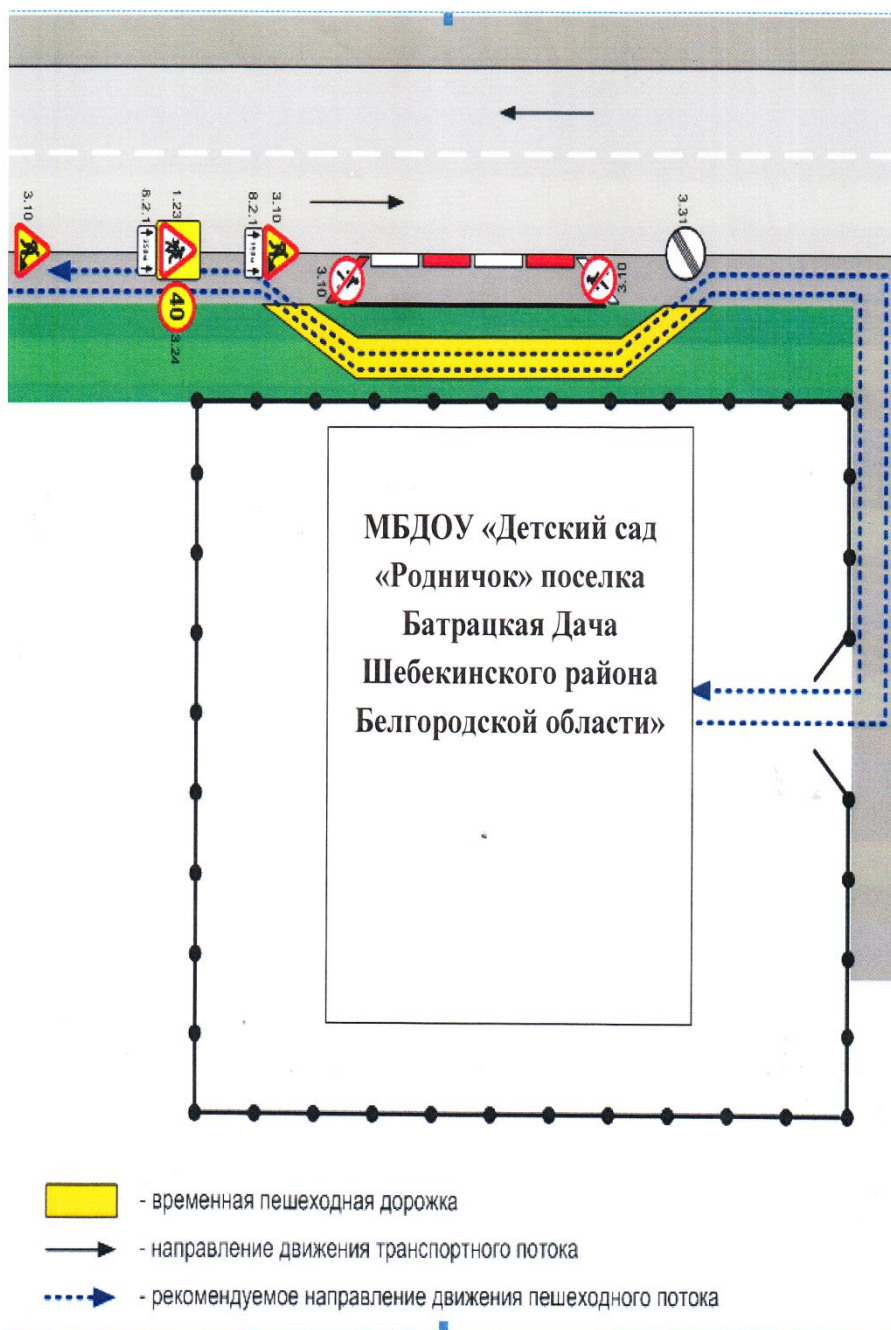 3.10
8.2.1
1.23
8.2.1
3.10
3.31
40
3.24
3.10
3.10
МБДОУ «Детский сад
«Родничок» поселка
Батрацкая Дача
Шебекинского района
Белгородской области»
- временная пешеходная дорожка
- направление движения транспортного потока
- рекомендуемое направление движения пешеходного потока